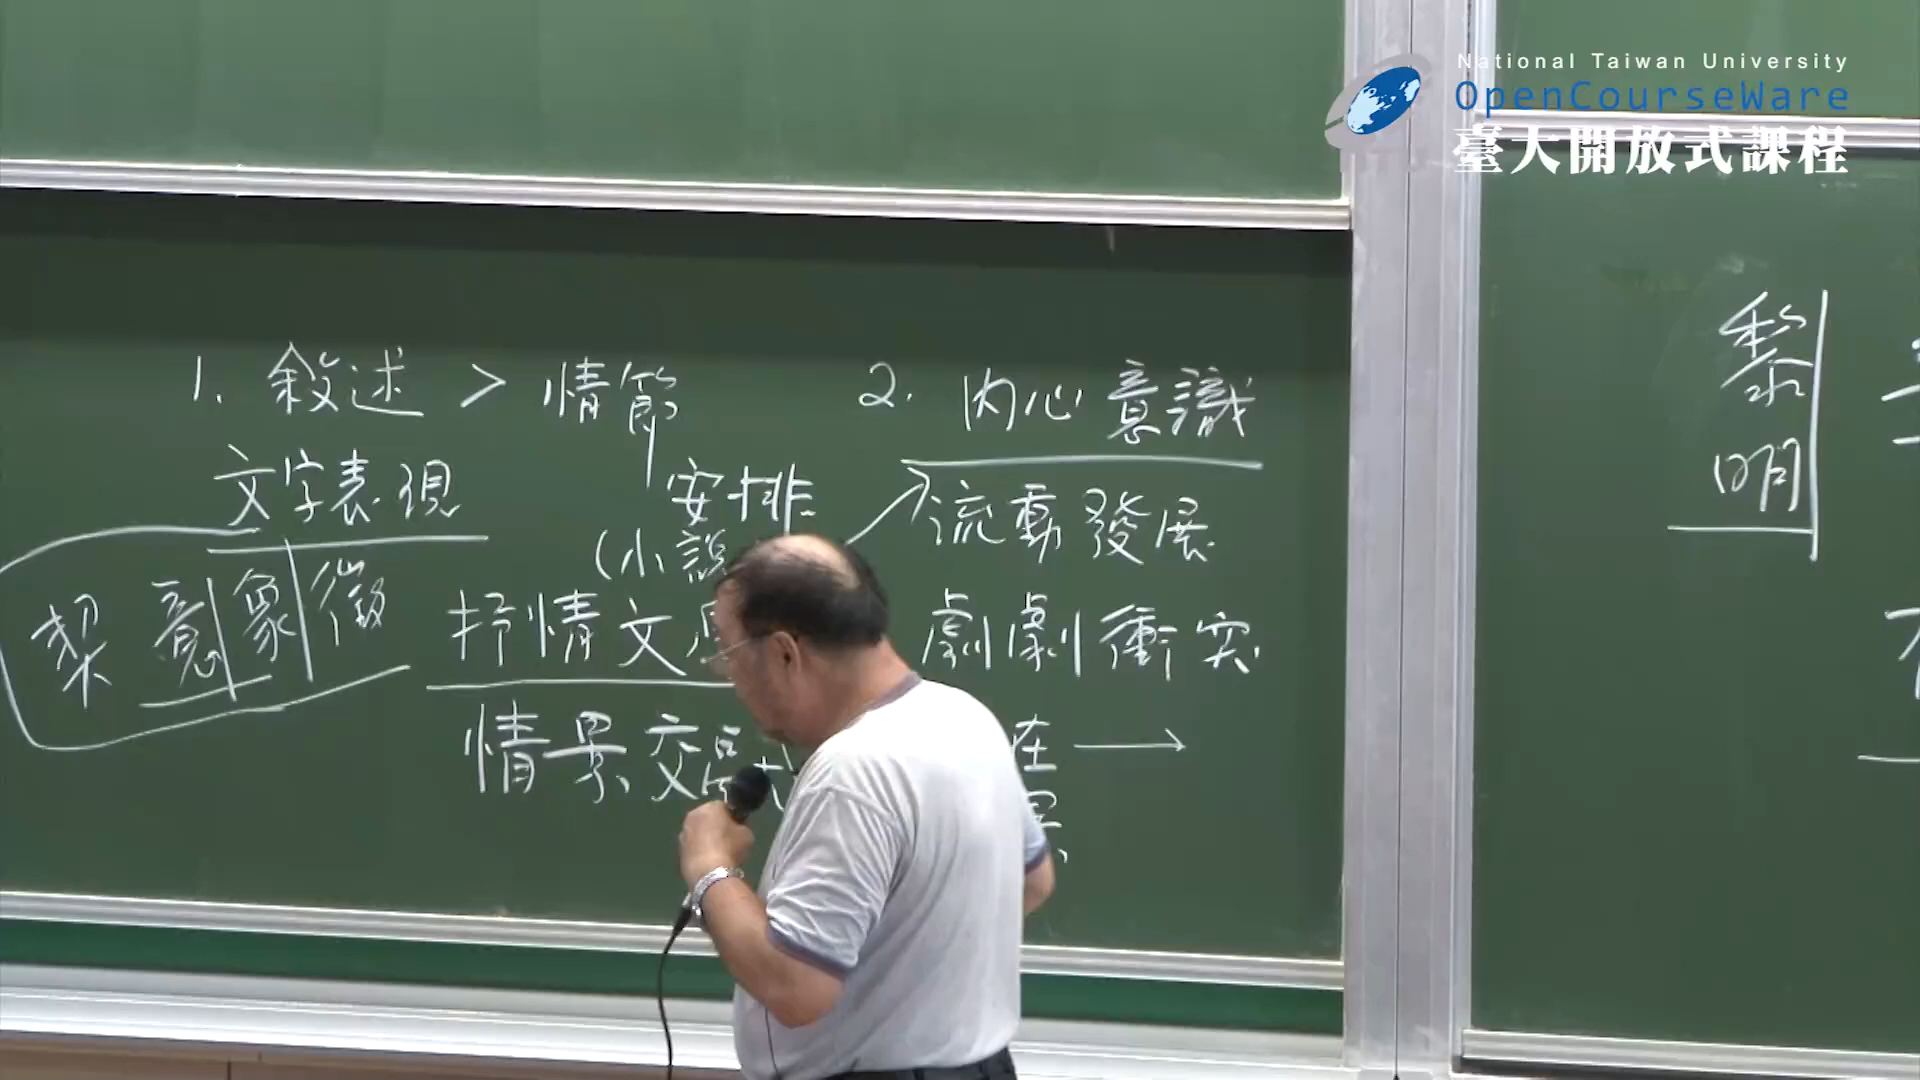 National Taiwan University
OpenCourseWare
臺大開放式課程
1. 敘述 > 情節
文字表現
安排
(小說
契 意象徵
抒情文
情景交
2. 內心意識
流動發展
劇劇衝突
在 →
景
黎
明